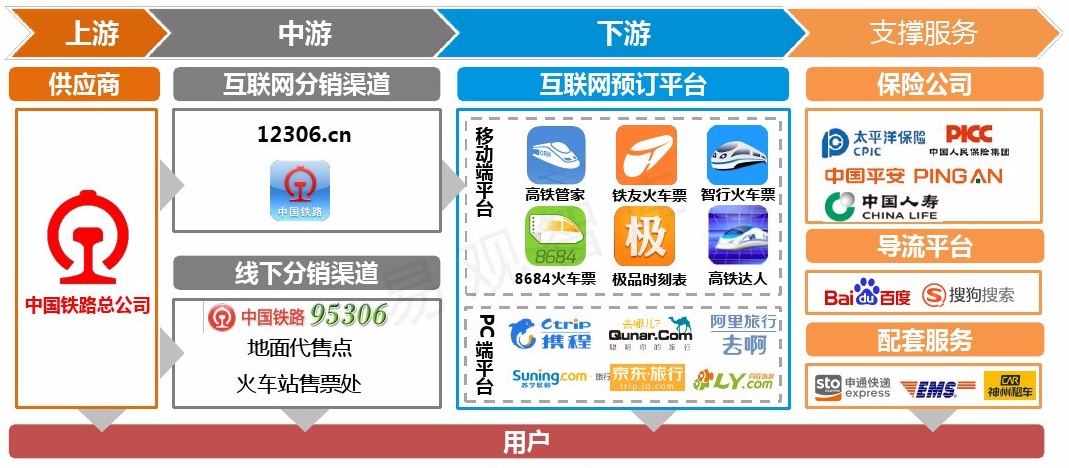 上游
中游
下游
支撑服务
供应商
互联网分销渠道
互联网预订平台
保险公司
中国铁路总公司
12306.cn
中国铁路
线下分销渠道
中国铁路 95306
地面代售点
火车站售票处
移动端平台
CRH
高铁管家
铁友火车票
智行火车票
8684
8684火车票
极
极品时刻表
高铁达人
PC端平台
Ctrip
携程
去哪儿?
Qunar.Com
聪明你的旅行
阿里旅行
去啊
Suning.com·旅行
苏宁易购
京东·旅行
trip.jd.com
同程旅游
LY.com
太平洋保险
CPIC
PICC
中国人民保险集团
中国平安 PING AN
中国人寿
CHINA LIFE
导流平台
Bai du 百度
S 搜狗搜索
配套服务
sto 申通快递
express
EMS
CAR
神州租车
用户
易观智